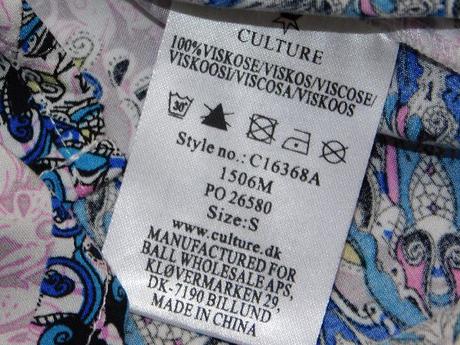 CULTURE
100%VISKOSE/VISKOS/VISCOSE/
VISKOOSI/VISCOSA/VISKOOS
30°
Style no.: C16368A
1506M
PO 26580
Size:S
www.culture.dk
MANUFACTURED FOR
BALL WHOLESALE APS,
KLØVERMARKEN 29,
DK-7190 BILLUND
MADE IN CHINA